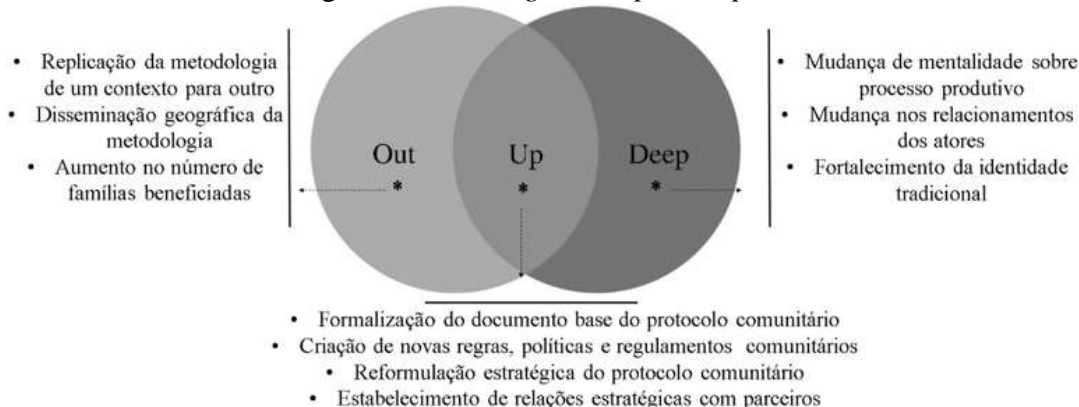 • Replicação da metodologia
de um contexto para outro
• Disseminação geográfica da
metodologia
• Aumento no número de
famílias beneficiadas
Out
*
Up
*
Deep
*
• Mudança de mentalidade sobre
processo produtivo
• Mudança nos relacionamentos
dos atores
• Fortalecimento da identidade
tradicional
• Formalização do documento base do protocolo comunitário
• Criação de novas regras, políticas e regulamentos comunitários
• Reformulação estratégica do protocolo comunitário
• Estabelecimento de relações estratégicas com parceiros